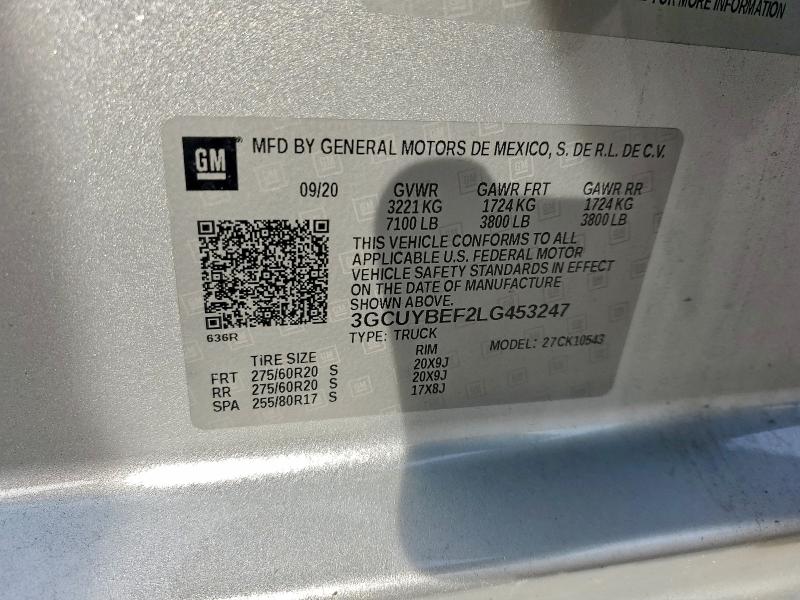 FOR MORE INFORMATION
GM
MFD BY GENERAL MOTORS DE MEXICO, S. DE R.L. DE C.V.
09/20 GVWR GAWR FRT GAWR RR
3221 KG 1724 KG 1724 KG
7100 LB 3800 LB 3800 LB
THIS VEHICLE CONFORMS TO ALL
APPLICABLE U.S. FEDERAL MOTOR
VEHICLE SAFETY STANDARDS IN EFFECT
ON THE DATE OF MANUFACTURE
SHOWN ABOVE.
3GCUYBEF2LG453247
636R
TYPE: TRUCK MODEL: 27CK10543
TIRE SIZE RIM
FRT 275/60R20 S 20X9J
RR 275/60R20 S 20X9J
SPA 255/80R17 S 17X8J